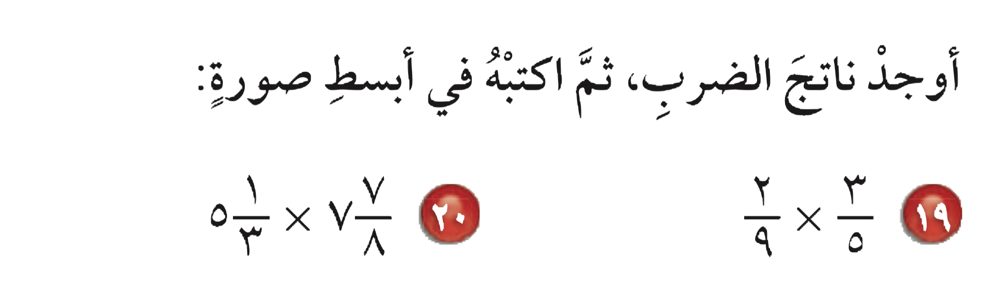 أوجدْ ناتجَ الضربِ، ثمَّ اكتبْهُ في أبسطِ صورةٍ:
١٩ ٣/٥ × ٢/٩
٢٠ ٧ ٧/٨ × ٥ ١/٣